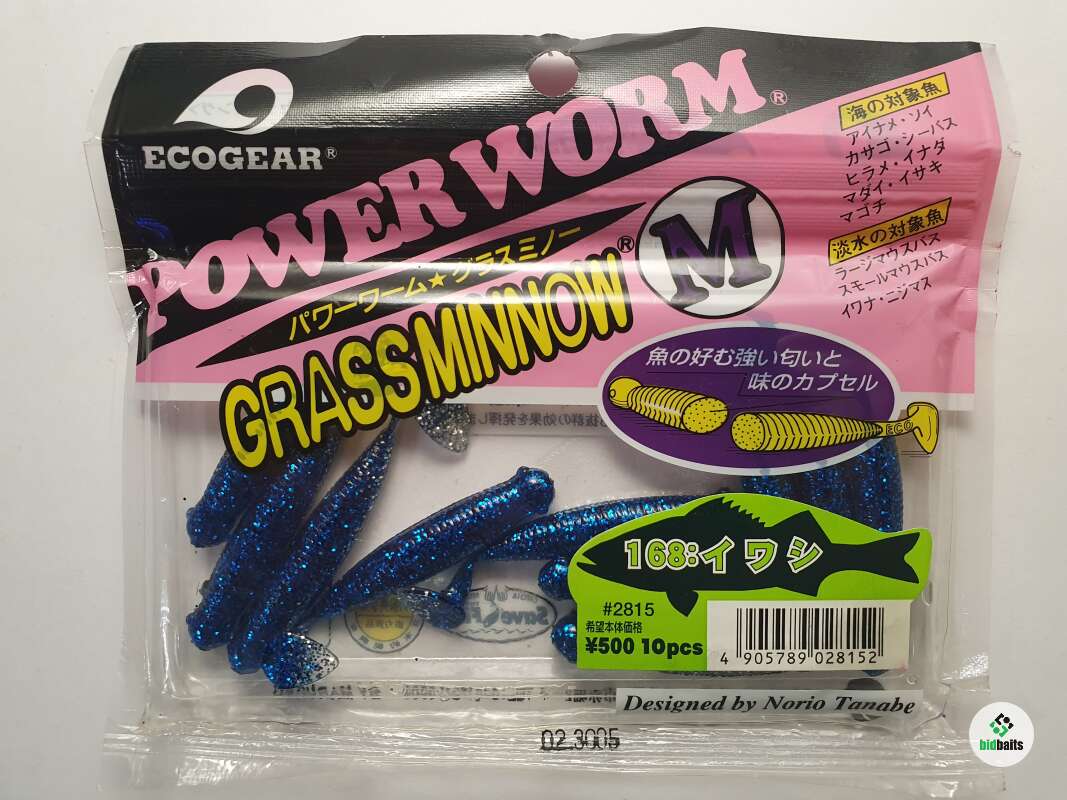 ECOGEAR®
POWER WORM®
パワーワーム★グラスミノー
GRASSMINNOW®
M
海の対象魚
アイナメ・ソイ
カサゴ・シーバス
ヒラメ・イナダ
マダイ・イサキ
マゴチ
淡水の対象魚
ラージマウスバス
スモールマウスバス
イワナ・ニジマス
魚の好む強い匂いと
味のカプセル
ECO
168:イワシ
#2815
希望本体価格
¥500 10pcs
4 905789 028152
Designed by Norio Tanabe
02.3005
bidbaits